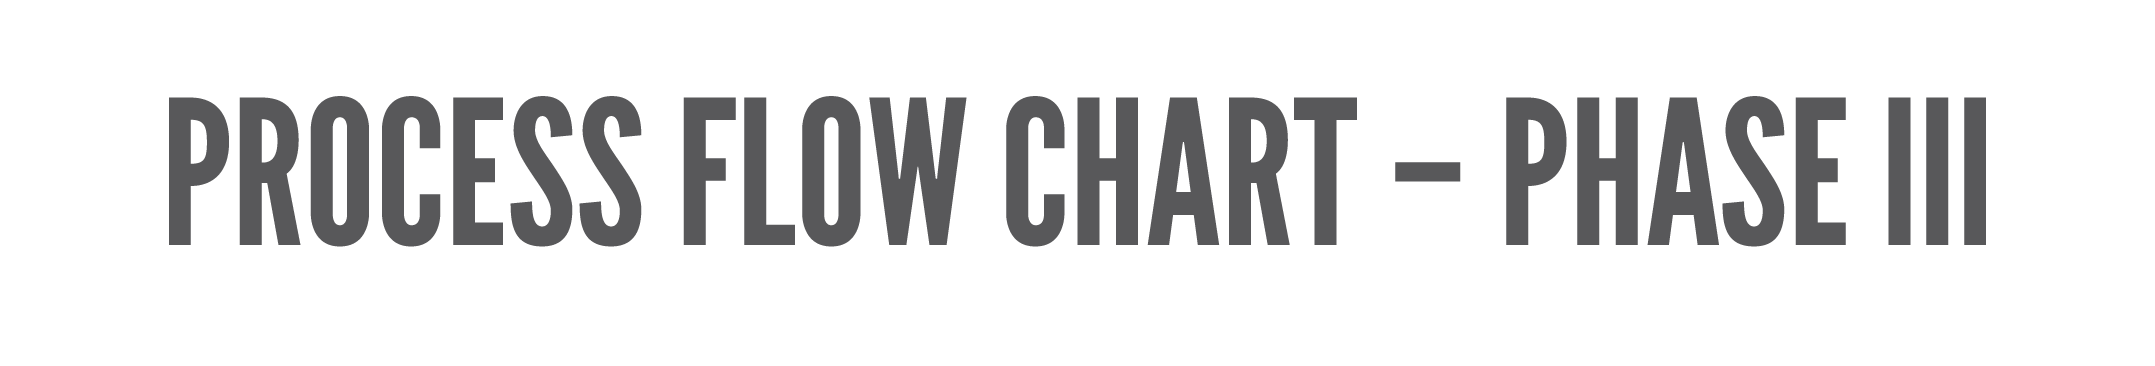 PROCESS FLOW CHART – PHASE III